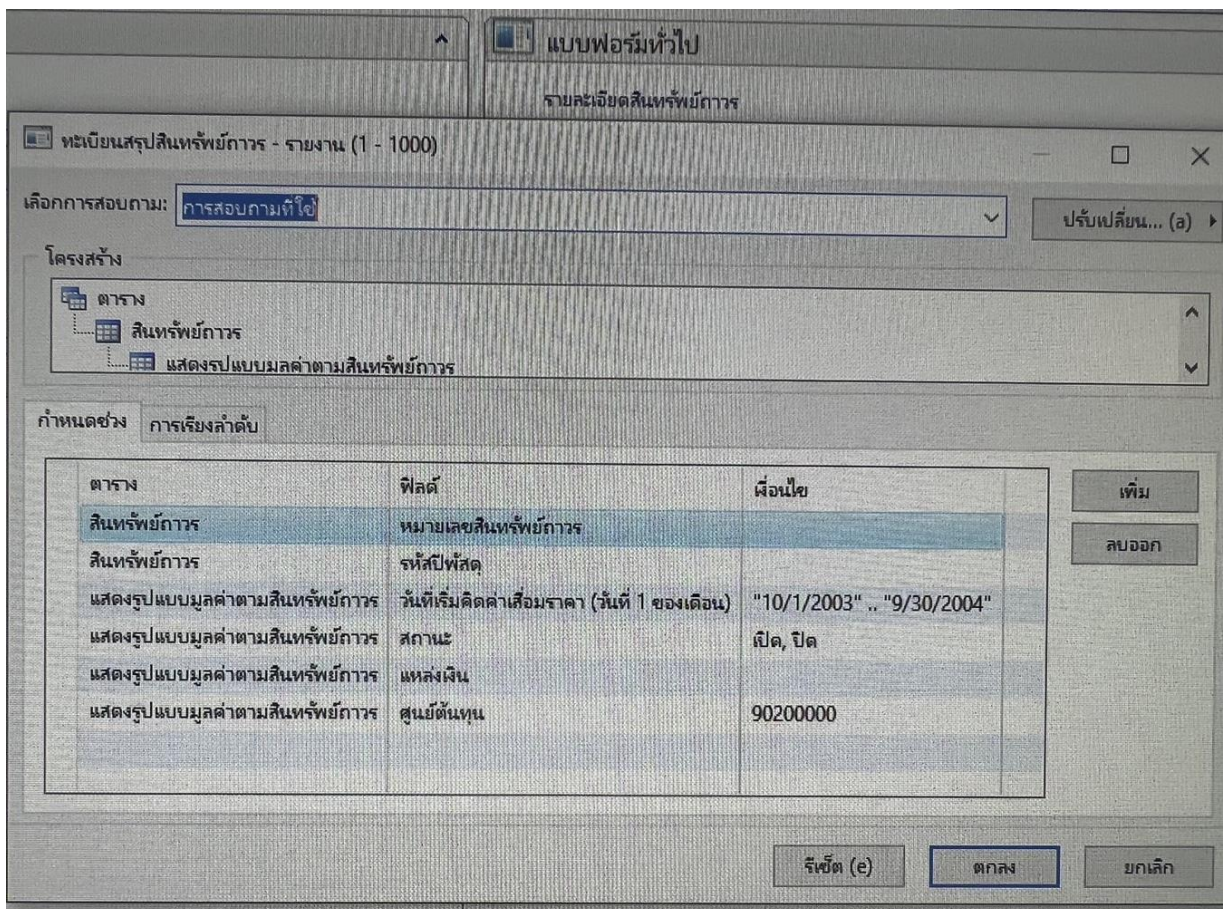 แบบฟอร์มทั่วไป
รายละเอียดสินทรัพย์ถาวร
ทะเบียนสรุปสินทรัพย์ถาวร - รายงาน (1 - 1000)
เลือกการสอบถาม: การสอบถามที่ใช้
ปรับเปลี่ยน... (a)
โครงสร้าง
ตาราง
สินทรัพย์ถาวร
แสดงรูปแบบมูลค่าตามสินทรัพย์ถาวร
กำหนดช่วง การเรียงลำดับ
ตาราง ฟิลด์ เงื่อนไข เพิ่ม
สินทรัพย์ถาวร หมายเลขสินทรัพย์ถาวร
ลบออก
สินทรัพย์ถาวร รหัสปีพัสดุ
แสดงรูปแบบมูลค่าตามสินทรัพย์ถาวร วันที่เริ่มคิดค่าเสื่อมราคา (วันที่ 1 ของเดือน) "10/1/2003" .. "9/30/2004"
แสดงรูปแบบมูลค่าตามสินทรัพย์ถาวร สถานะ เปิด, ปิด
แสดงรูปแบบมูลค่าตามสินทรัพย์ถาวร แหล่งเงิน
แสดงรูปแบบมูลค่าตามสินทรัพย์ถาวร ศูนย์ต้นทุน 90200000
รีเซ็ต (e) ตกลง ยกเลิก